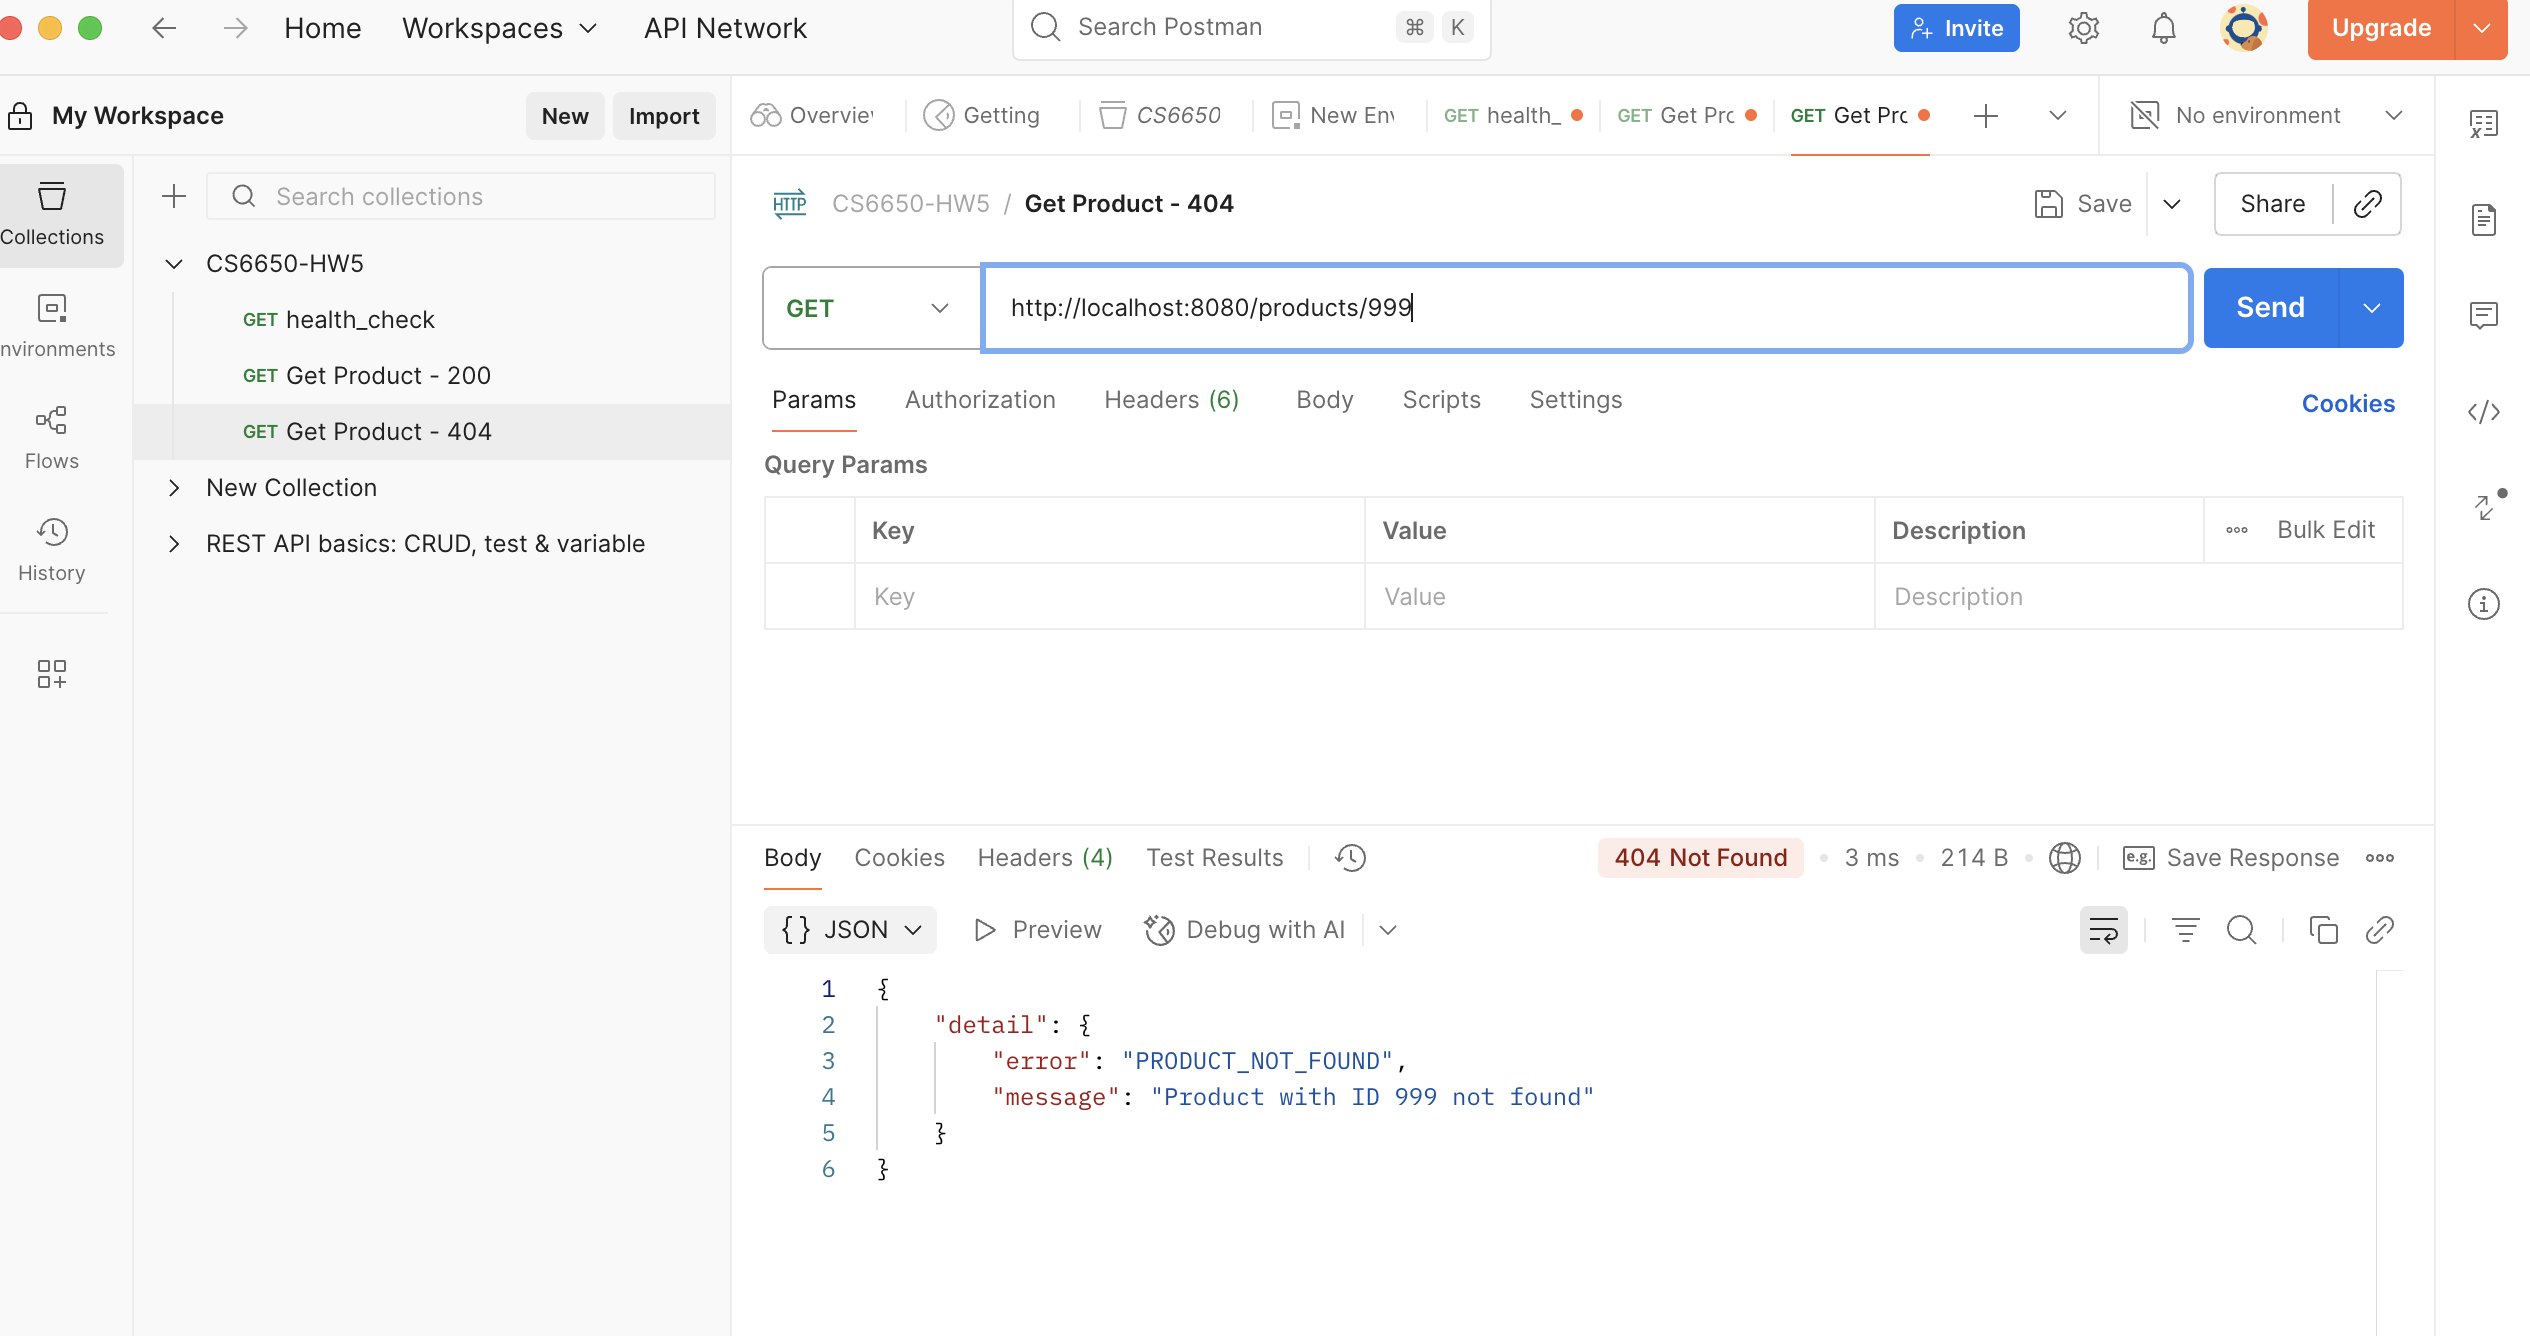 Home Workspaces API Network Search Postman ⌘ K Invite Upgrade
My Workspace New Import Overvie Getting CS6650 New Env GET health_ GET Get Prc GET Get Prc No environment
Collections
nvironments
Flows
History
Search collections
CS6650-HW5
GET health_check
GET Get Product - 200
GET Get Product - 404
New Collection
REST API basics: CRUD, test & variable
HTTP CS6650-HW5 / Get Product - 404 Save Share
GET http://localhost:8080/products/999 Send
Params Authorization Headers (6) Body Scripts Settings Cookies
Query Params
Key Value Description Bulk Edit
Key Value Description
Body Cookies Headers (4) Test Results 404 Not Found 3 ms 214 B e.g. Save Response
{} JSON Preview Debug with AI
1 {
2 "detail": {
3 "error": "PRODUCT_NOT_FOUND",
4 "message": "Product with ID 999 not found"
5 }
6 }